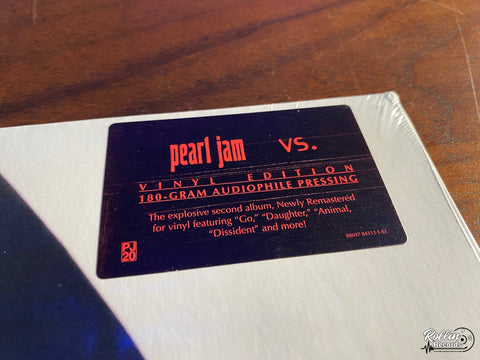 pearl jam vs.
VINYL EDITION
180-GRAM AUDIOPHILE PRESSING
The explosive second album, Newly Remastered
for vinyl featuring "Go," "Daughter," "Animal,
"Dissident" and more!
PJ
20
Rollin'
Records